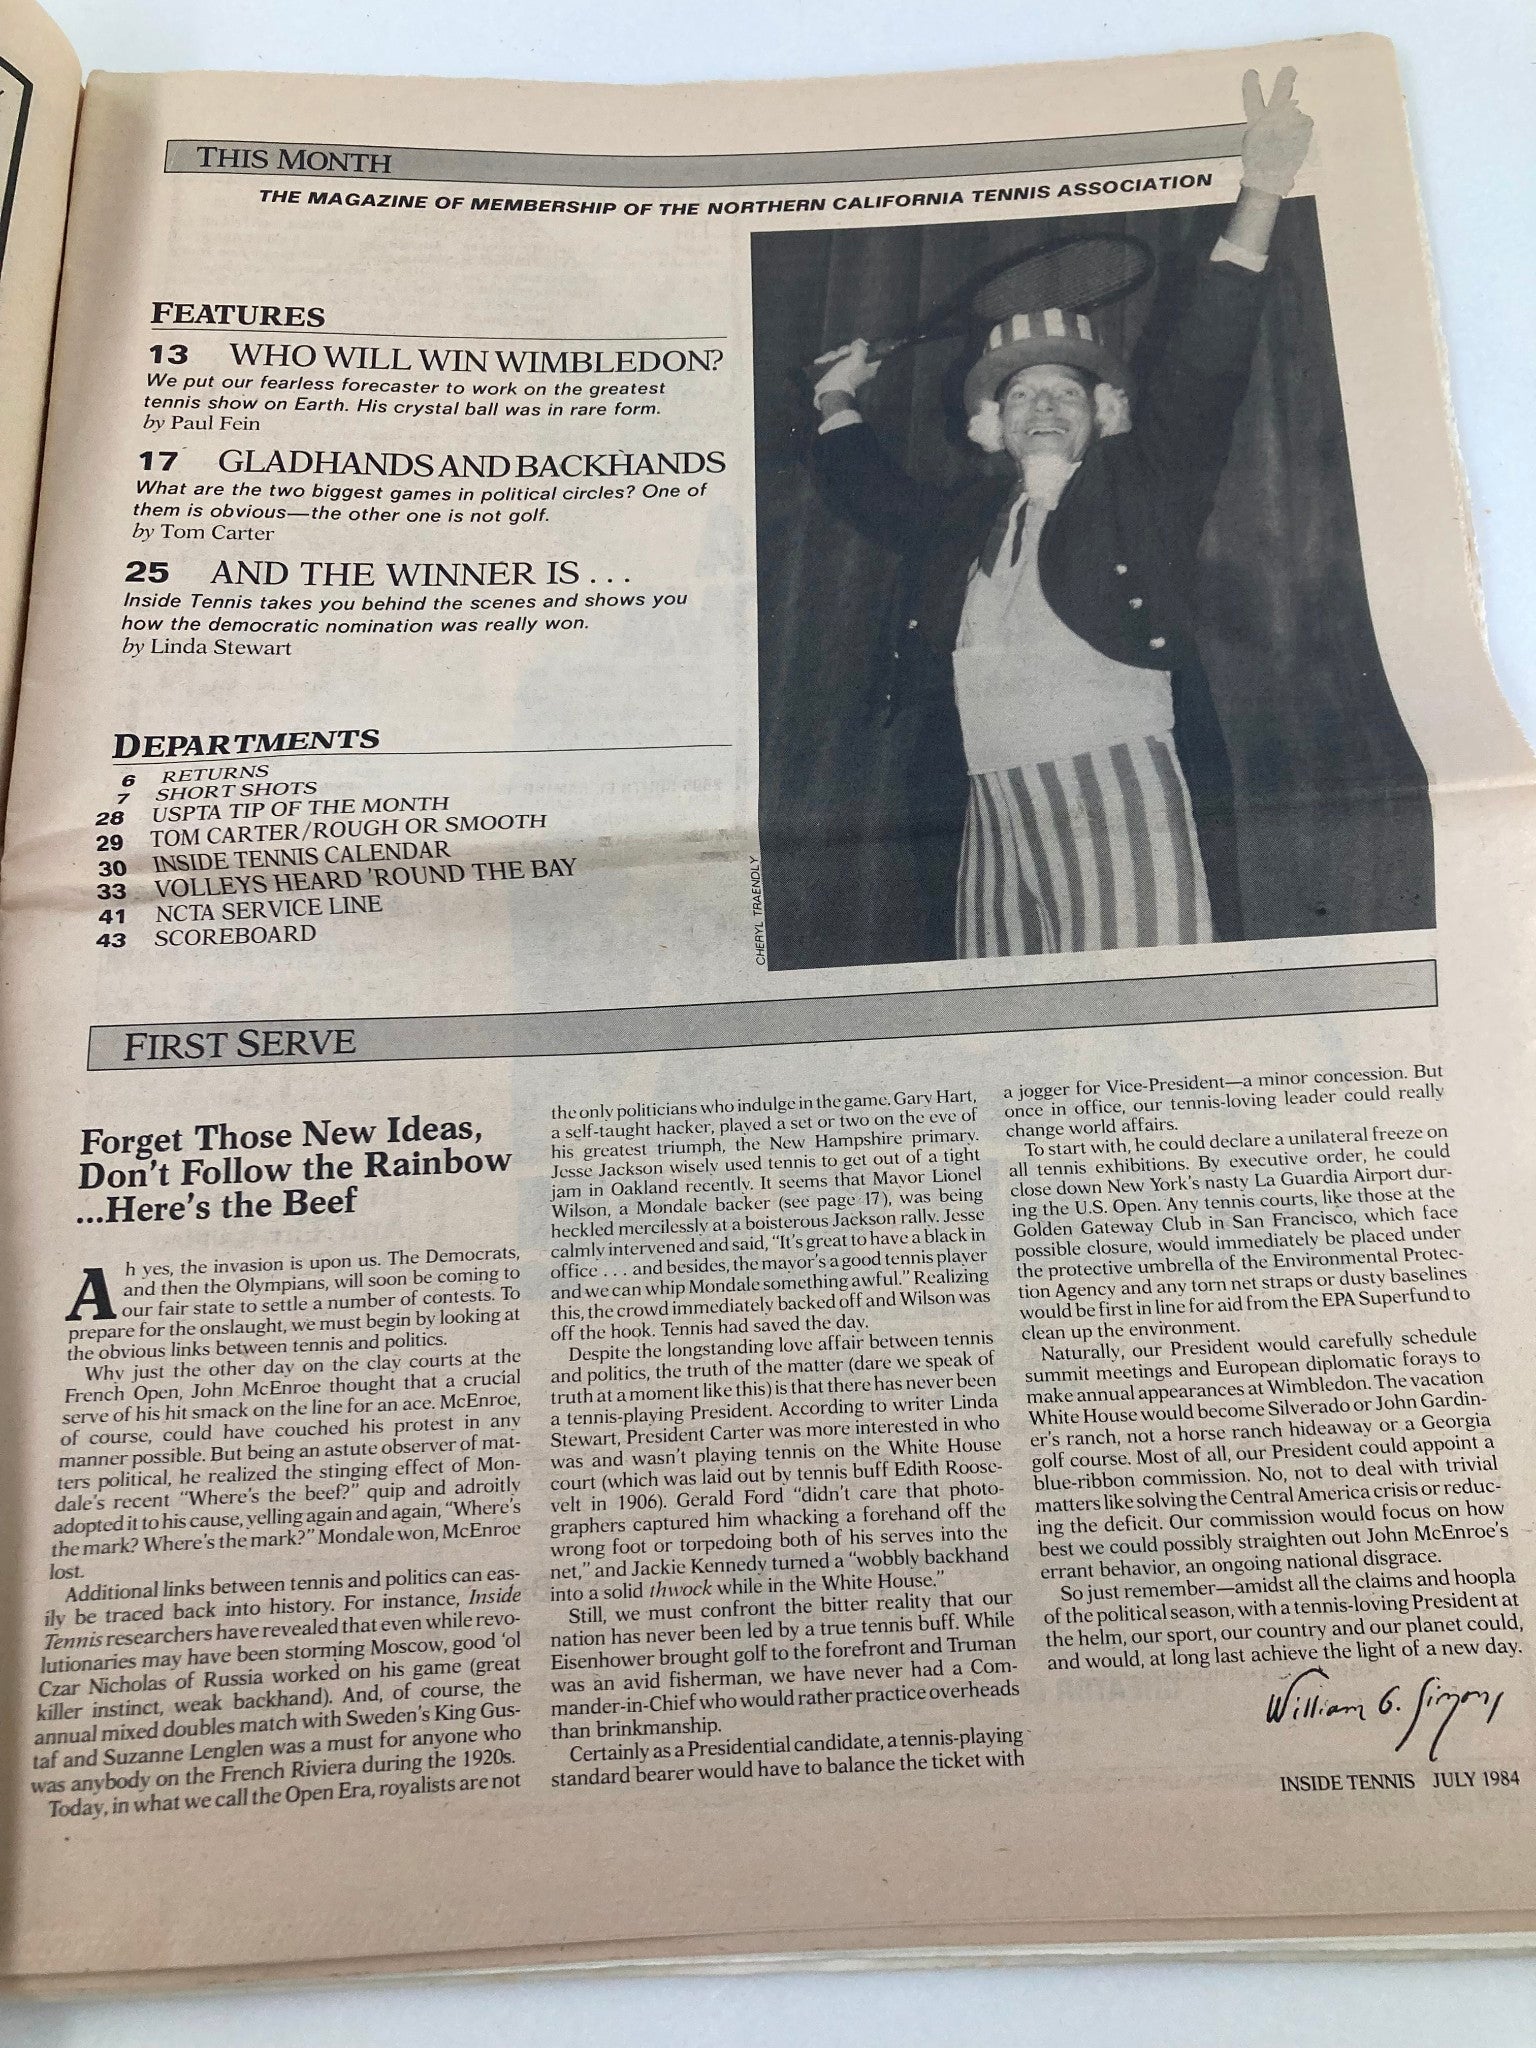 THIS MONTH
THE MAGAZINE OF MEMBERSHIP OF THE NORTHERN CALIFORNIA TENNIS ASSOCIATION
FEATURES
13 WHO WILL WIN WIMBLEDON?
We put our fearless forecaster to work on the greatest
tennis show on Earth. His crystal ball was in rare form.
by Paul Fein
17 GLADHANDS AND BACKHANDS
What are the two biggest games in political circles? One of
them is obvious—the other one is not golf.
by Tom Carter
25 AND THE WINNER IS . . .
Inside Tennis takes you behind the scenes and shows you
how the democratic nomination was really won.
by Linda Stewart
DEPARTMENTS
6 RETURNS
7 SHORT SHOTS
28 USPTA TIP OF THE MONTH
29 TOM CARTER/ROUGH OR SMOOTH
30 INSIDE TENNIS CALENDAR
33 VOLLEYS HEARD 'ROUND THE BAY
41 NCTA SERVICE LINE
43 SCOREBOARD
CHERYL TRAENDLY
FIRST SERVE
Forget Those New Ideas,
Don't Follow the Rainbow
...Here's the Beef
Ah yes, the invasion is upon us. The Democrats,
and then the Olympians, will soon be coming to
our fair state to settle a number of contests. To
prepare for the onslaught, we must begin by looking at
the obvious links between tennis and politics.
Why just the other day on the clay courts at the
French Open, John McEnroe thought that a crucial
serve of his hit smack on the line for an ace. McEnroe,
of course, could have couched his protest in any
manner possible. But being an astute observer of mat-
ters political, he realized the stinging effect of Mon-
dale's recent "Where's the beef?" quip and adroitly
adopted it to his cause, yelling again and again, "Where's
the mark? Where's the mark?" Mondale won, McEnroe
lost.
Additional links between tennis and politics can eas-
ily be traced back into history. For instance, Inside
Tennis researchers have revealed that even while revo-
lutionaries may have been storming Moscow, good 'ol
Czar Nicholas of Russia worked on his game (great
killer instinct, weak backhand). And, of course, the
annual mixed doubles match with Sweden's King Gus-
taf and Suzanne Lenglen was a must for anyone who
was anybody on the French Riviera during the 1920s.
Today, in what we call the Open Era, royalists are not
the only politicians who indulge in the game. Gary Hart,
a self-taught hacker, played a set or two on the eve of
his greatest triumph, the New Hampshire primary.
Jesse Jackson wisely used tennis to get out of a tight
jam in Oakland recently. It seems that Mayor Lionel
Wilson, a Mondale backer (see page 17), was being
heckled mercilessly at a boisterous Jackson rally. Jesse
calmly intervened and said, "It's great to have a black in
office . . . and besides, the mayor's a good tennis player
and we can whip Mondale something awful." Realizing
this, the crowd immediately backed off and Wilson was
off the hook. Tennis had saved the day.
Despite the longstanding love affair between tennis
and politics, the truth of the matter (dare we speak of
truth at a moment like this) is that there has never been
a tennis-playing President. According to writer Linda
Stewart, President Carter was more interested in who
was and wasn't playing tennis on the White House
court (which was laid out by tennis buff Edith Roose-
velt in 1906). Gerald Ford "didn't care that photo-
graphers captured him whacking a forehand off the
wrong foot or torpedoing both of his serves into the
net," and Jackie Kennedy turned a "wobbly backhand
into a solid thwock while in the White House."
Still, we must confront the bitter reality that our
nation has never been led by a true tennis buff. While
Eisenhower brought golf to the forefront and Truman
was an avid fisherman, we have never had a Com-
mander-in-Chief who would rather practice overheads
than brinkmanship.
Certainly as a Presidential candidate, a tennis-playing
standard bearer would have to balance the ticket with
a jogger for Vice-President—a minor concession. But
once in office, our tennis-loving leader could really
change world affairs.
To start with, he could declare a unilateral freeze on
all tennis exhibitions. By executive order, he could
close down New York's nasty La Guardia Airport dur-
ing the U.S. Open. Any tennis courts, like those at the
Golden Gateway Club in San Francisco, which face
possible closure, would immediately be placed under
the protective umbrella of the Environmental Protec-
tion Agency and any torn net straps or dusty baselines
would be first in line for aid from the EPA Superfund to
clean up the environment.
Naturally, our President would carefully schedule
summit meetings and European diplomatic forays to
make annual appearances at Wimbledon. The vacation
White House would become Silverado or John Gardin-
er's ranch, not a horse ranch hideaway or a Georgia
golf course. Most of all, our President could appoint a
blue-ribbon commission. No, not to deal with trivial
matters like solving the Central America crisis or reduc-
ing the deficit. Our commission would focus on how
best we could possibly straighten out John McEnroe's
errant behavior, an ongoing national disgrace.
So just remember—amidst all the claims and hoopla
of the political season, with a tennis-loving President at
the helm, our sport, our country and our planet could,
and would, at long last achieve the light of a new day.
William G. Simons
INSIDE TENNIS JULY 1984